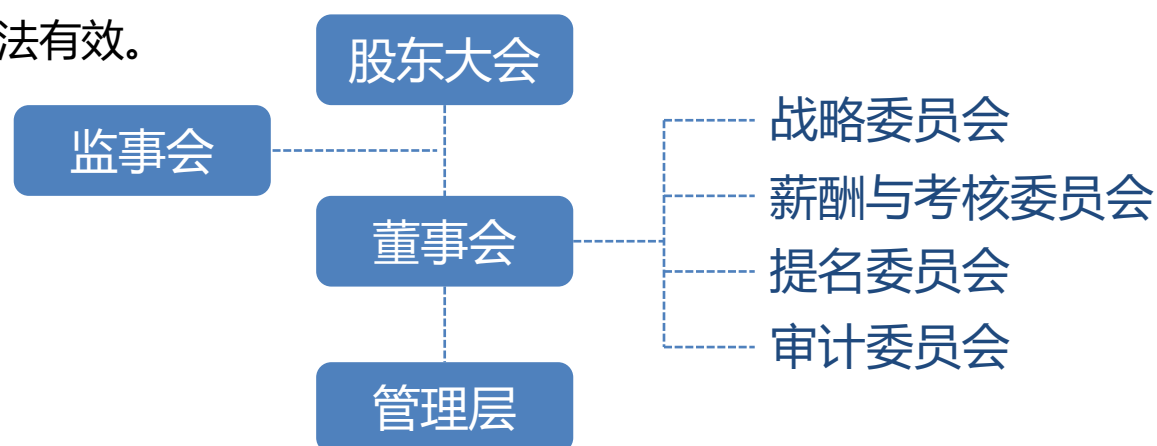 法有效。
股东大会
监事会
董事会
管理层
战略委员会
薪酬与考核委员会
提名委员会
审计委员会